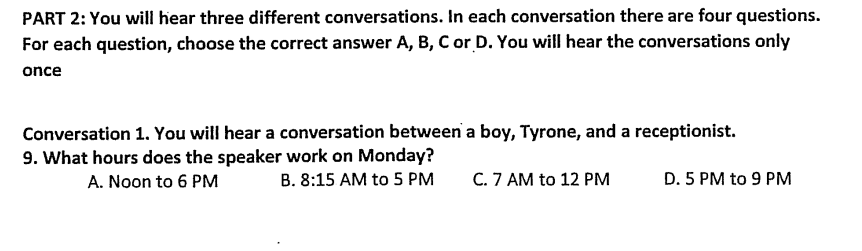 PART 2: You will hear three different conversations. In each conversation there are four questions.
For each question, choose the correct answer A, B, C or D. You will hear the conversations only
once
Conversation 1. You will hear a conversation between a boy, Tyrone, and a receptionist.
9. What hours does the speaker work on Monday?
A. Noon to 6 PM B. 8:15 AM to 5 PM C. 7 AM to 12 PM D. 5 PM to 9 PM